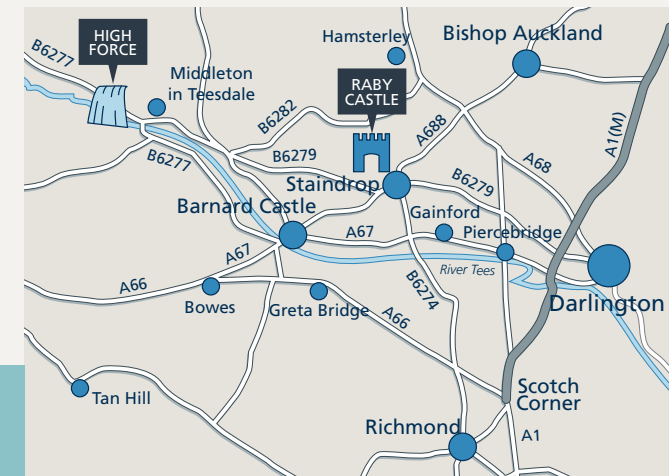 HIGH
FORCE
B6277
Hamsterley
Bishop Auckland
Middleton
in Teesdale
RABY
CASTLE
B6282
A688
A1(M)
B6277
B6279
A68
Staindrop
B6279
Barnard Castle
Gainford
A67
Piercebridge
A67
River Tees
A66
B6274
Bowes
Greta Bridge
A66
Darlington
Tan Hill
Scotch
Corner
Richmond
A1